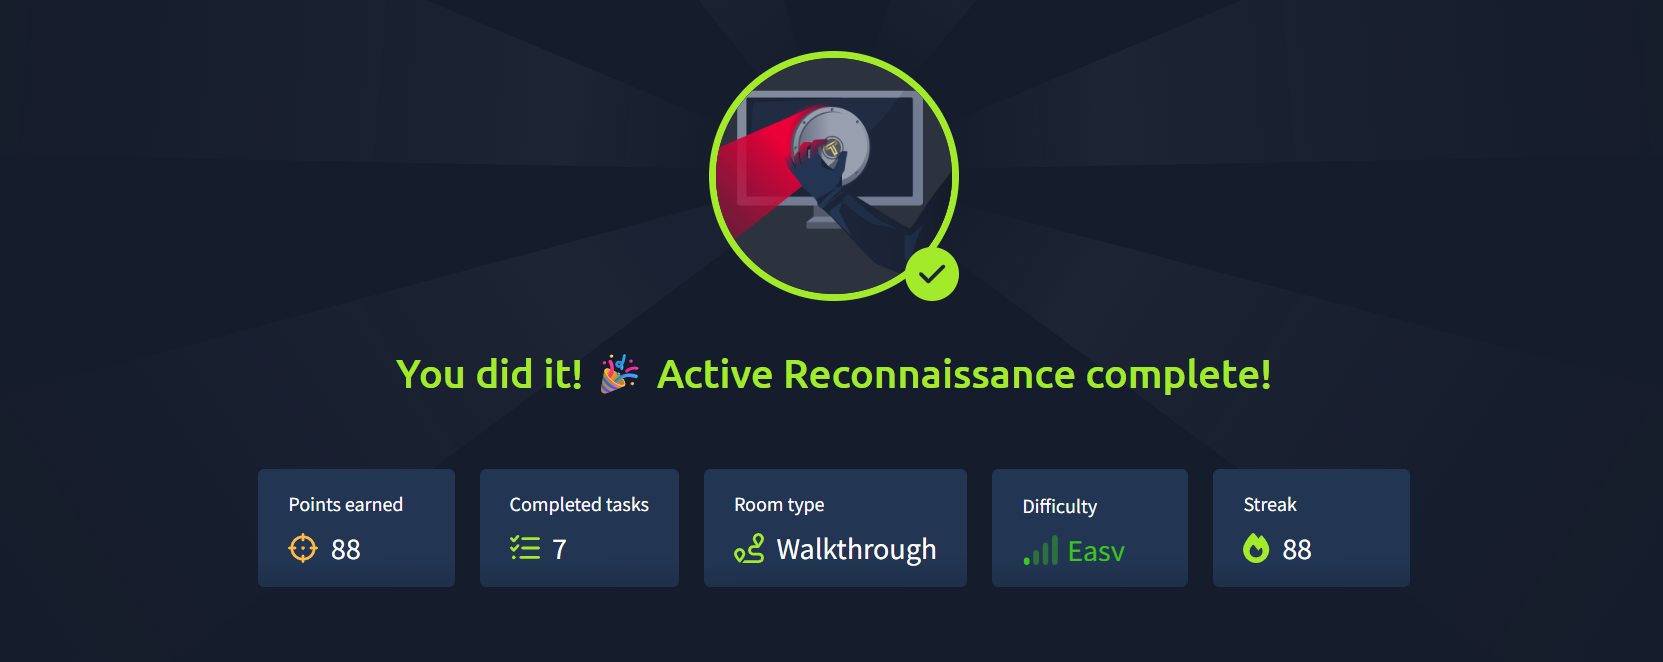 You did it! 🎉 Active Reconnaissance complete!
Points earned
88
Completed tasks
7
Room type
Walkthrough
Difficulty
Easy
Streak
88